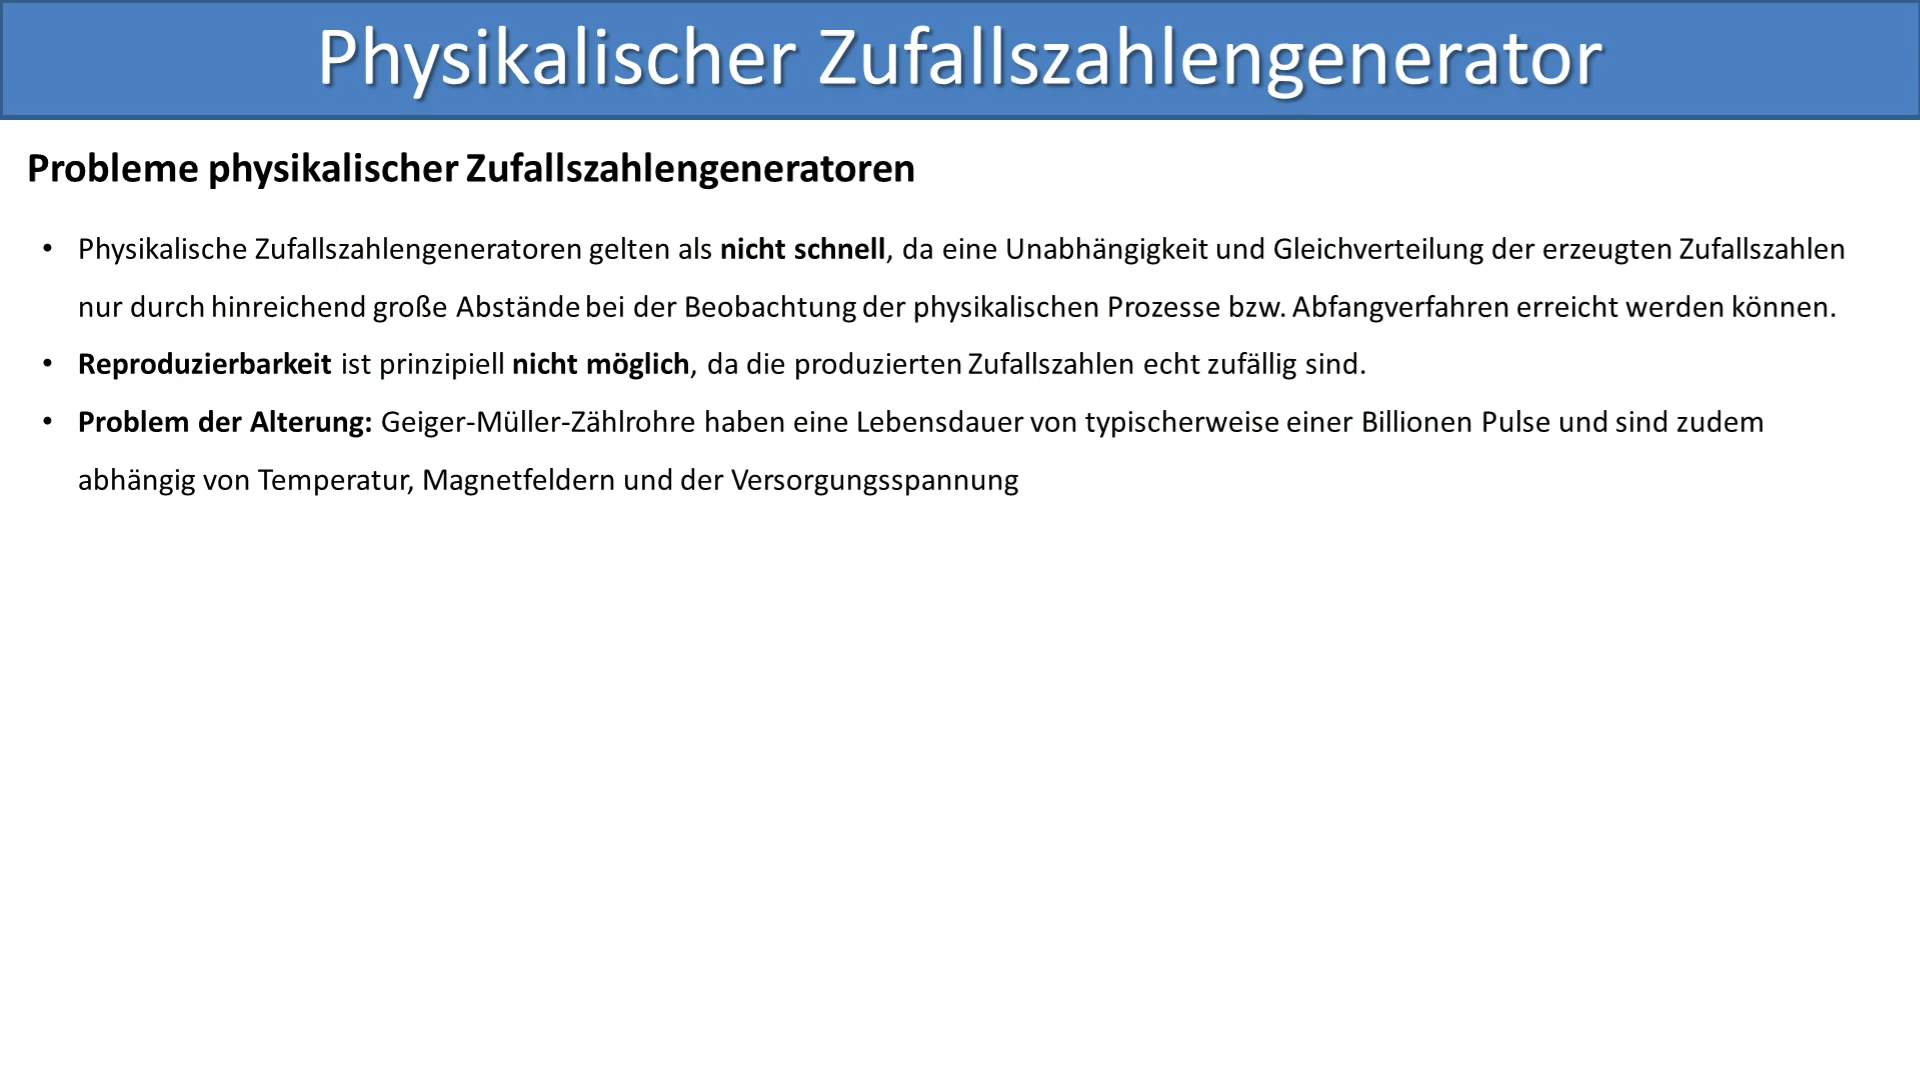 Physikalischer Zufallszahlengenerator
Probleme physikalischer Zufallszahlengeneratoren
• Physikalische Zufallszahlengeneratoren gelten als nicht schnell, da eine Unabhängigkeit und Gleichverteilung der erzeugten Zufallszahlen
nur durch hinreichend große Abstände bei der Beobachtung der physikalischen Prozesse bzw. Abfangverfahren erreicht werden können.
• Reproduzierbarkeit ist prinzipiell nicht möglich, da die produzierten Zufallszahlen echt zufällig sind.
• Problem der Alterung: Geiger-Müller-Zählrohre haben eine Lebensdauer von typischerweise einer Billionen Pulse und sind zudem
abhängig von Temperatur, Magnetfeldern und der Versorgungsspannung